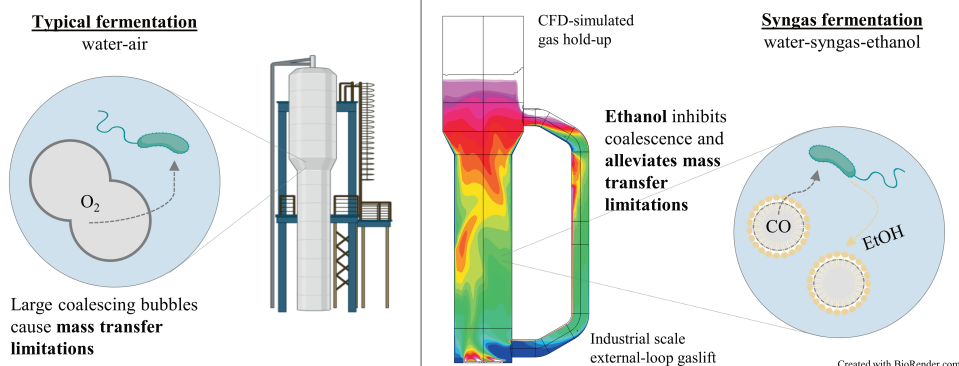 Typical fermentation
water-air
O2
Large coalescing bubbles
cause mass transfer
limitations
CFD-simulated
gas hold-up
Syngas fermentation
water-syngas-ethanol
Ethanol inhibits
coalescence and
alleviates mass
transfer
limitations
CO
EtOH
Industrial scale
external-loop gaslift
Created with BioRender.com